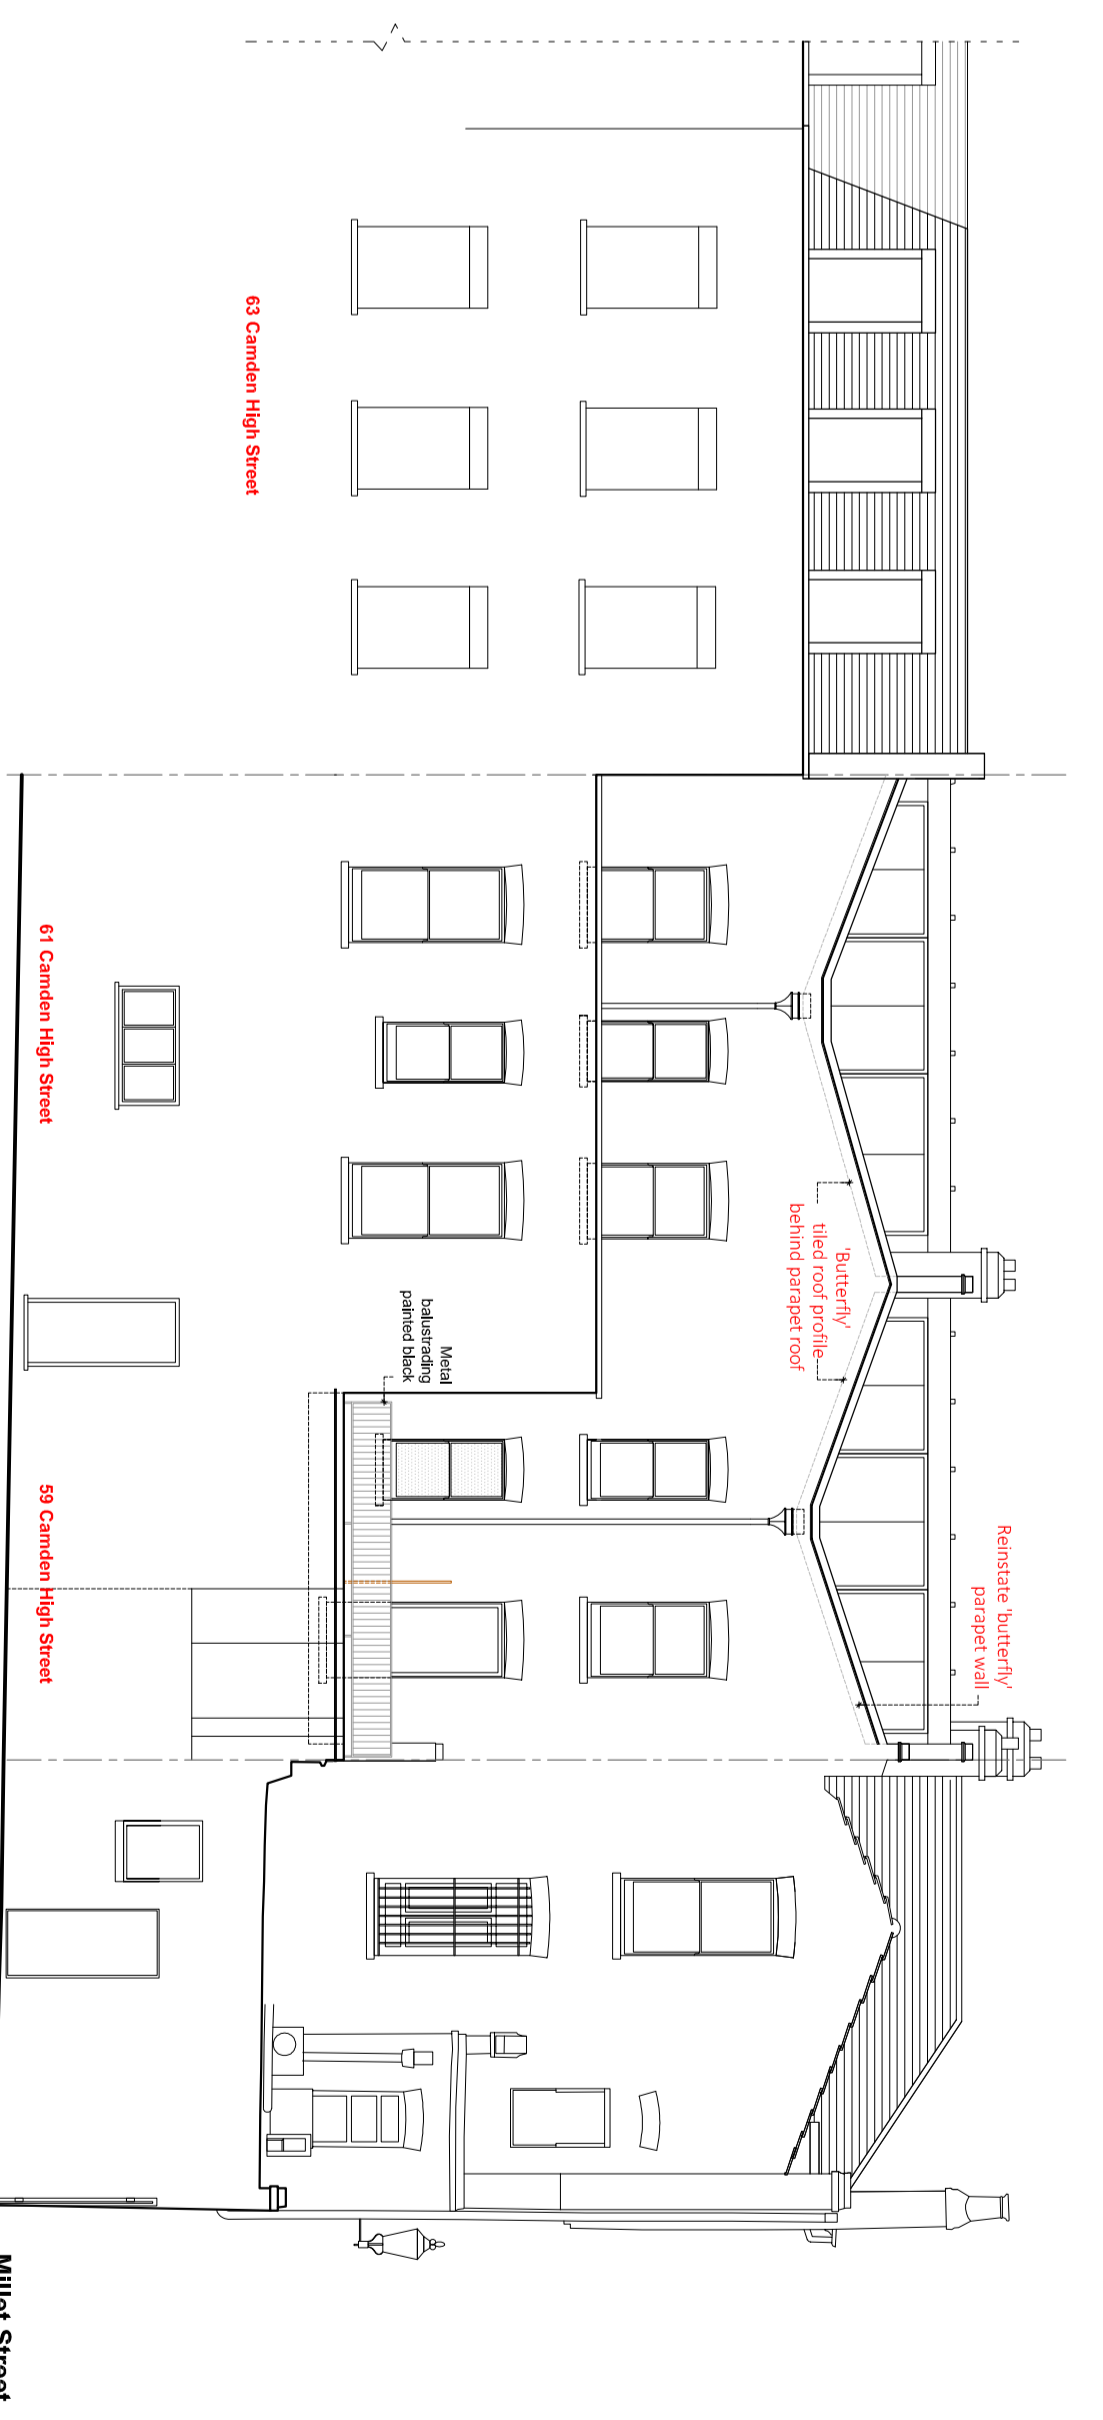 Reinstate 'butterfly'
parapet wall
'Butterfly'
tiled roof profile
behind parapet roof
Metal
balustrading
painted black
63 Camden High Street
61 Camden High Street
59 Camden High Street
Street